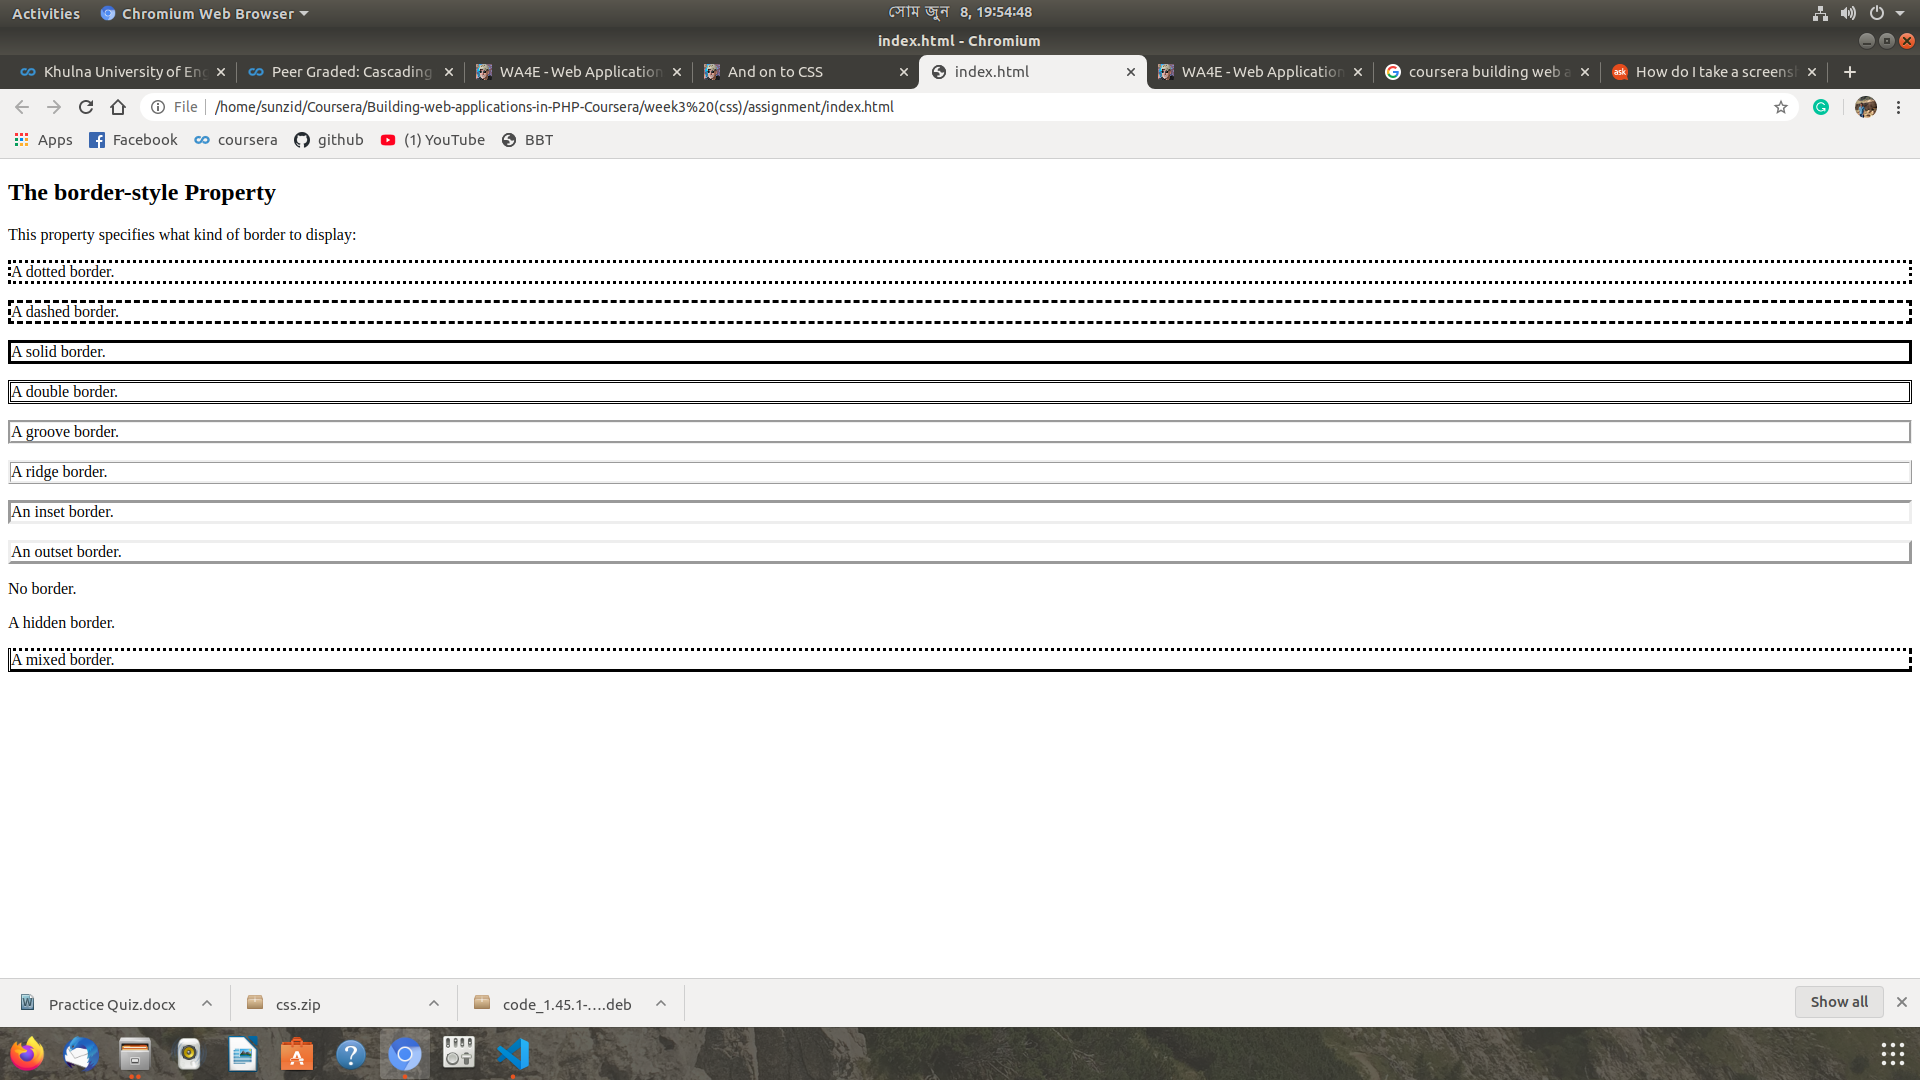 Activities Chromium Web Browser সোম জুন 8, 19:54:48
index.html - Chromium
Khulna University of En Peer Graded: Cascading WA4E - Web Application And on to CSS index.html WA4E - Web Application coursera building web a How do I take a screensh
File /home/sunzid/Coursera/Building-web-applications-in-PHP-Coursera/week3%20(css)/assignment/index.html
Apps Facebook coursera github (1) YouTube BBT
The border-style Property
This property specifies what kind of border to display:
A dotted border.
A dashed border.
A solid border.
A double border.
A groove border.
A ridge border.
An inset border.
An outset border.
No border.
A hidden border.
A mixed border.
Practice Quiz.docx css.zip code_1.45.1-....deb Show all